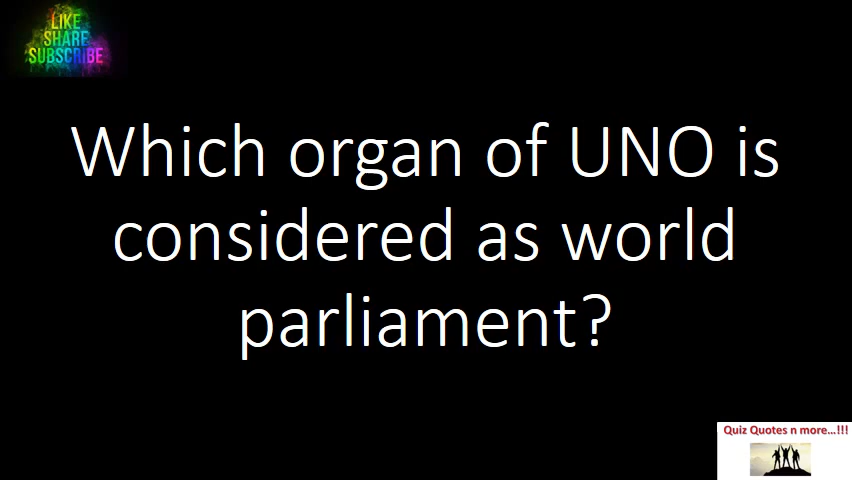 LIKE
SHARE
SUBSCRIBE
Which organ of UNO is
considered as world
parliament?
Quiz Quotes n more...!!!